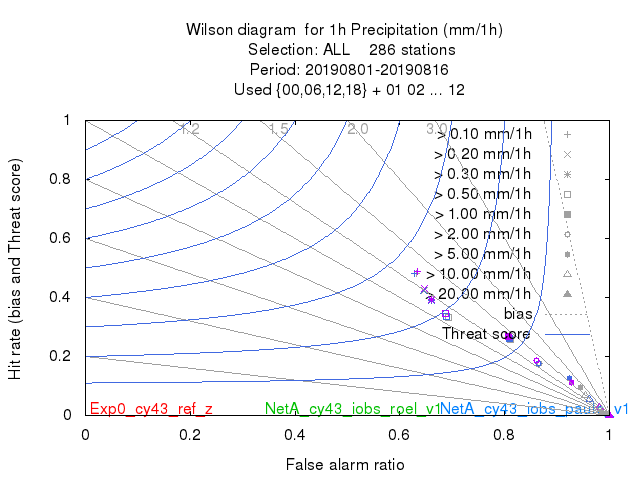 Wilson diagram for 1h Precipitation (mm/1h)
Selection: ALL 286 stations
Period: 20190801-20190816
Used {00,06,12,18} + 01 02 ... 12
Hit rate (bias and Threat score)
1
0.8
0.6
0.4
0.2
0
1.2
1.5
2.0
3.0
> 0.10 mm/1h
> 0.20 mm/1h
> 0.30 mm/1h
> 0.50 mm/1h
> 1.00 mm/1h
> 2.00 mm/1h
> 5.00 mm/1h
> 10.00 mm/1h
> 20.00 mm/1h
bias
Threat score
Exp0_cy43_ref_z NetA_cy43_iobs_roel_v1 NetA_cy43_iobs_paulo_v1
0 0.2 0.4 0.6 0.8 1
False alarm ratio